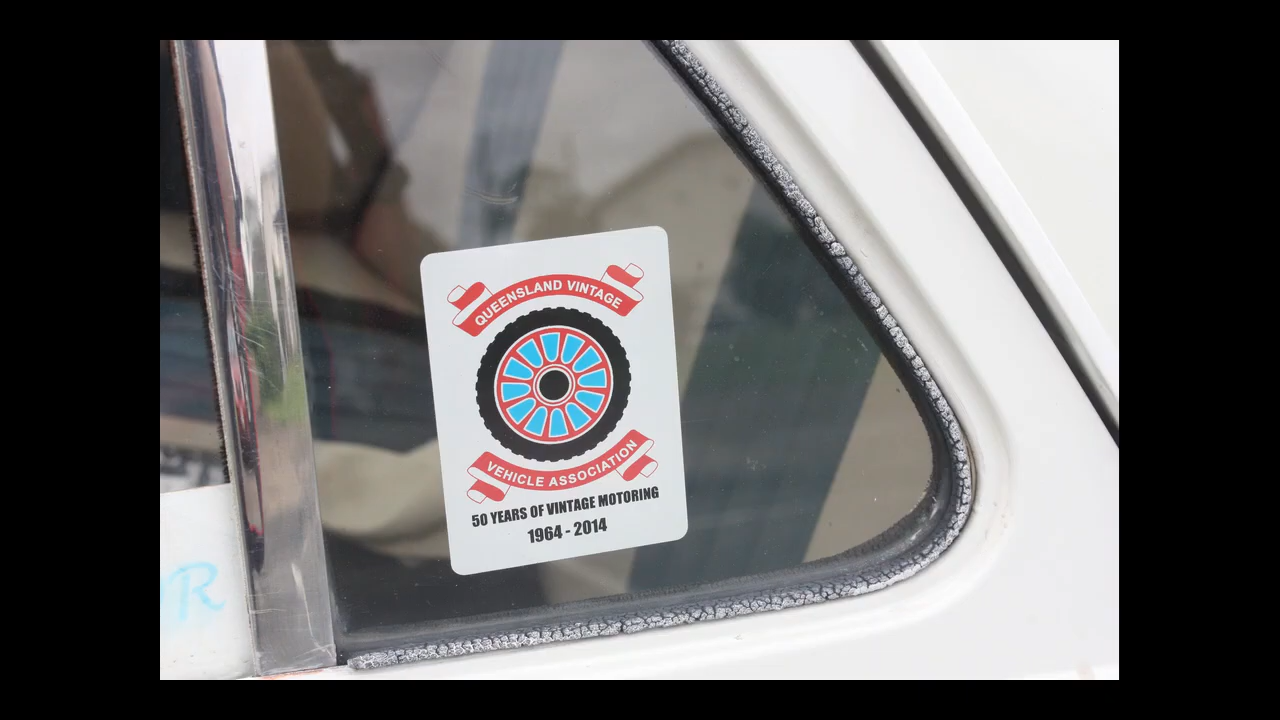 QUEENSLAND VINTAGE
VEHICLE ASSOCIATION
50 YEARS OF VINTAGE MOTORING
1964 - 2014